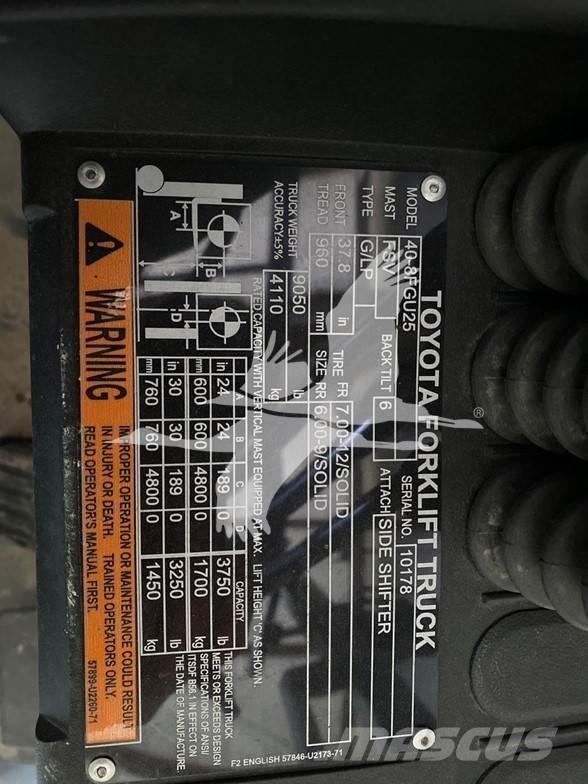 TOYOTA FORKLIFT TRUCK
MODEL 40-8FGU25 SERIAL NO. 10178
MAST FSV BACK TILT 6 ATTACH SIDE SHIFTER
TYPE G/LP
FRONT 37.8 in TIRE FR 7.00-12/SOLID
TREAD 960 mm SIZE RR 6.00-9/SOLID
TRUCK WEIGHT 9050 lb
ACCURACY±5% 4110 kg
RATED CAPACITY WITH VERTICAL MAST EQUIPPED AT MAX. LIFT HEIGHT 'C' AS SHOWN.
A B C D CAPACITY
in 24 24 189 0 3750 lb
mm 600 600 4800 0 1700 kg
in 30 30 189 0 3250 lb
mm 760 760 4800 0 1450 kg
A
B
C
D
THIS FORKLIFT TRUCK
MEETS OR EXCEEDS DESIGN
SPECIFICATIONS OF ANSI/
ITSDF B56.1 IN EFFECT ON
THE DATE OF MANUFACTURE.
F2 ENGLISH 57846-U2173-71
WARNING
IMPROPER OPERATION OR MAINTENANCE COULD RESULT
IN INJURY OR DEATH. TRAINED OPERATORS ONLY.
READ OPERATOR'S MANUAL FIRST.
57899-U2260-71
®
MASCUS